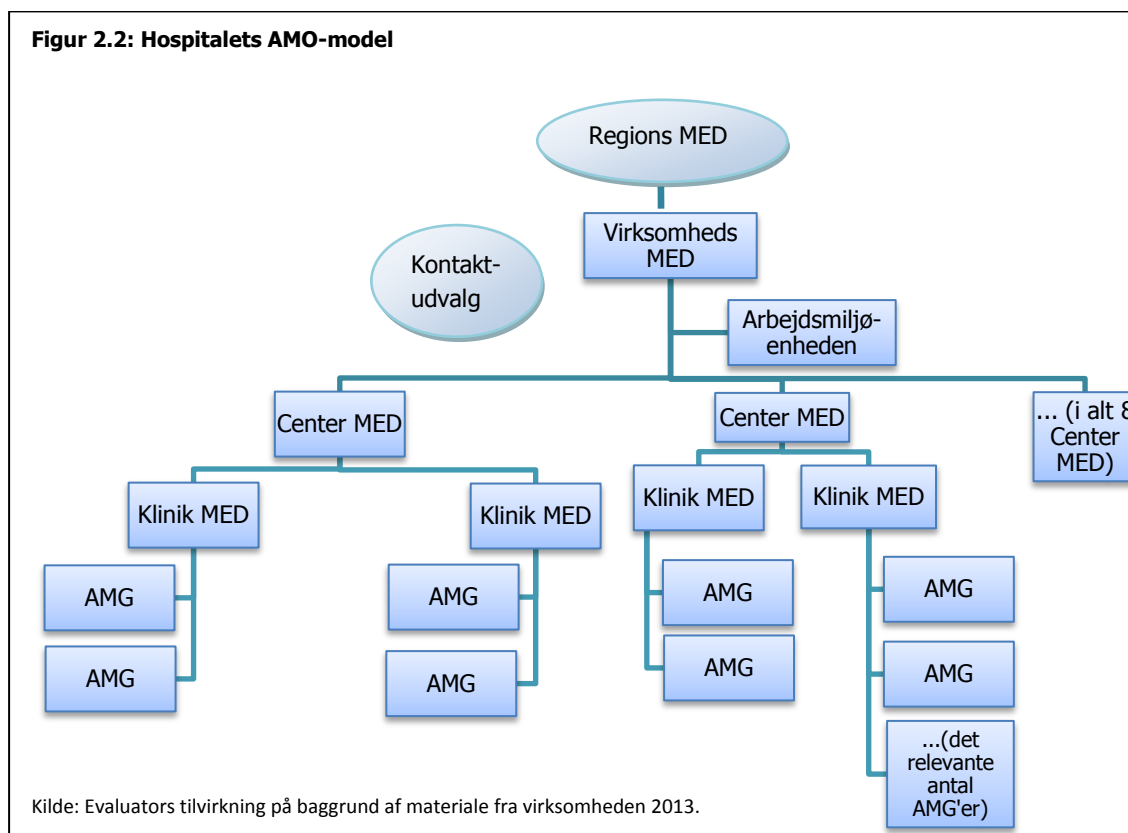 Figur 2.2: Hospitalets AMO-model
Regions MED
Virksomheds
MED
Kontakt-
udvalg
Arbejdsmiljø-
enheden
Center MED
Center MED
... (i alt 8
Center
MED)
Klinik MED
Klinik MED
Klinik MED
Klinik MED
AMG
AMG
AMG
AMG
AMG
AMG
AMG
AMG
...(det
relevante
antal
AMG'er)
Kilde: Evaluators tilvirkning på baggrund af materiale fra virksomheden 2013.